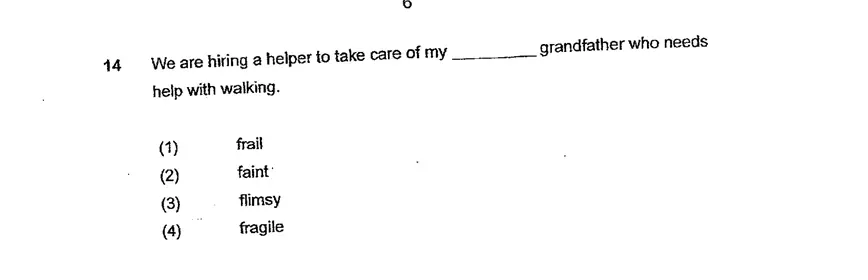 6
14 We are hiring a helper to take care of my ________ grandfather who needs
help with walking.
(1) frail
(2) faint
(3) flimsy
(4) fragile